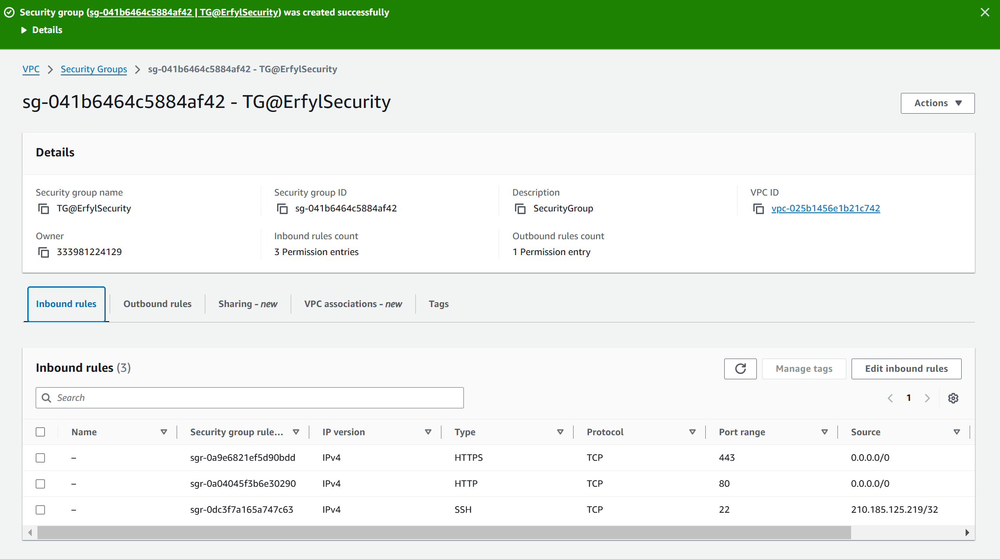 Security group (sg-041b6464c5884af42 | TG@ErfylSecurity) was created successfully
Details
VPC
Security Groups
sg-041b6464c5884af42 - TG@ErfylSecurity
sg-041b6464c5884af42 - TG@ErfylSecurity
Actions
Details
Security group name
TG@ErfylSecurity
Security group ID
sg-041b6464c5884af42
Description
SecurityGroup
VPC ID
vpc-025b1456e1b21c742
Owner
333981224129
Inbound rules count
3 Permission entries
Outbound rules count
1 Permission entry
Inbound rules
Outbound rules
Sharing - new
VPC associations - new
Tags
Inbound rules (3)
Manage tags
Edit inbound rules
Search
1
Name Security group rule... IP version Type Protocol Port range Source
– sgr-0a9e6821ef5d90bdd IPv4 HTTPS TCP 443 0.0.0.0/0
– sgr-0a04045f3b6e30290 IPv4 HTTP TCP 80 0.0.0.0/0
– sgr-0dc3f7a165a747c63 IPv4 SSH TCP 22 210.185.125.219/32